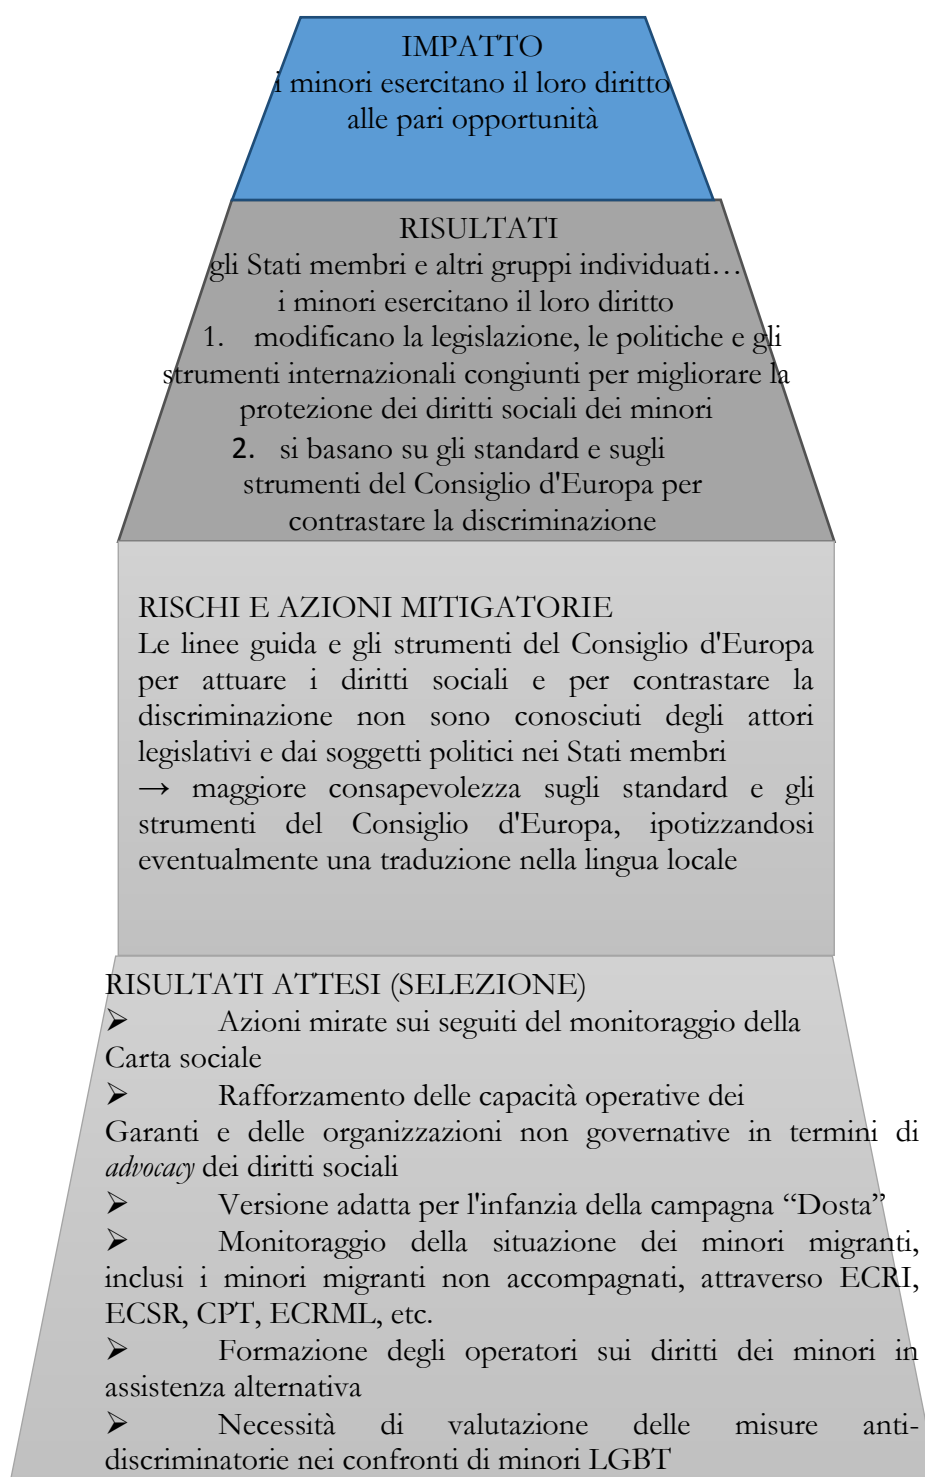 IMPATTO
i minori esercitano il loro diritto
alle pari opportunità
RISULTATI
gli Stati membri e altri gruppi individuati…
i minori esercitano il loro diritto
1. modificano la legislazione, le politiche e gli
strumenti internazionali congiunti per migliorare la
protezione dei diritti sociali dei minori
2. si basano su gli standard e sugli
strumenti del Consiglio d'Europa per
contrastare la discriminazione
RISCHI E AZIONI MITIGATORIE
Le linee guida e gli strumenti del Consiglio d'Europa
per attuare i diritti sociali e per contrastare la
discriminazione non sono conosciuti degli attori
legislativi e dai soggetti politici nei Stati membri
→ maggiore consapevolezza sugli standard e gli
strumenti del Consiglio d'Europa, ipotizzandosi
eventualmente una traduzione nella lingua locale
RISULTATI ATTESI (SELEZIONE)
➢ Azioni mirate sui seguiti del monitoraggio della
Carta sociale
➢ Rafforzamento delle capacità operative dei
Garanti e delle organizzazioni non governative in termini di
advocacy dei diritti sociali
➢ Versione adatta per l'infanzia della campagna “Dosta”
➢ Monitoraggio della situazione dei minori migranti,
inclusi i minori migranti non accompagnati, attraverso ECRI,
ECSR, CPT, ECRML, etc.
➢ Formazione degli operatori sui diritti dei minori in
assistenza alternativa
➢ Necessità di valutazione delle misure anti-
discriminatorie nei confronti di minori LGBT